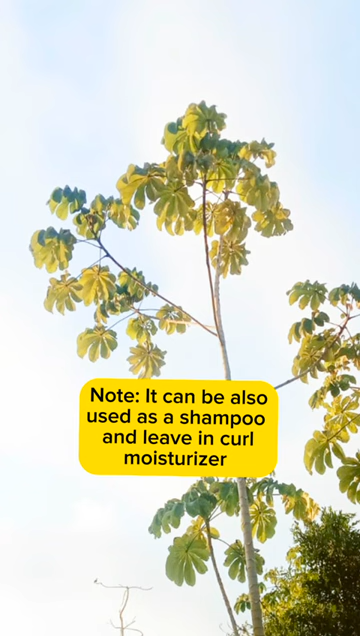 Note: It can be also
used as a shampoo
and leave in curl
moisturizer